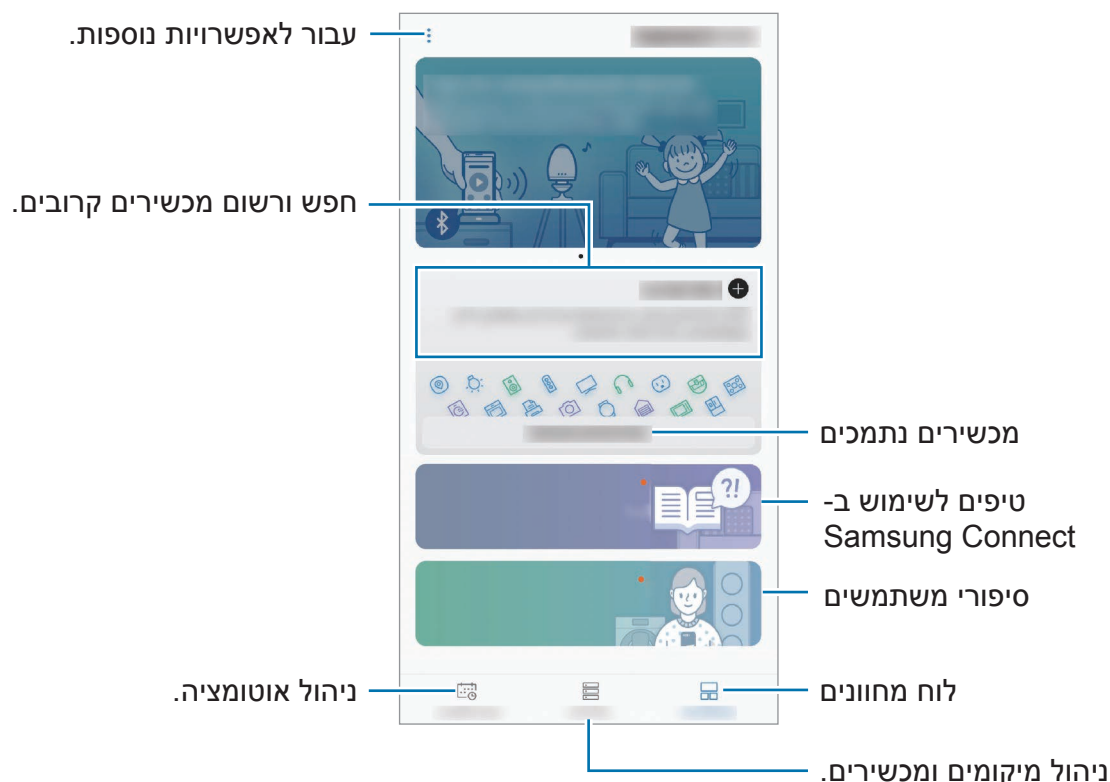 עבור לאפשרויות נוספות.
חפש ורשום מכשירים קרובים.
?!
מכשירים נתמכים
טיפים לשימוש ב-
Samsung Connect
סיפורי משתמשים
ניהול אוטומציה.
לוח מחוונים
ניהול מיקומים ומכשירים.